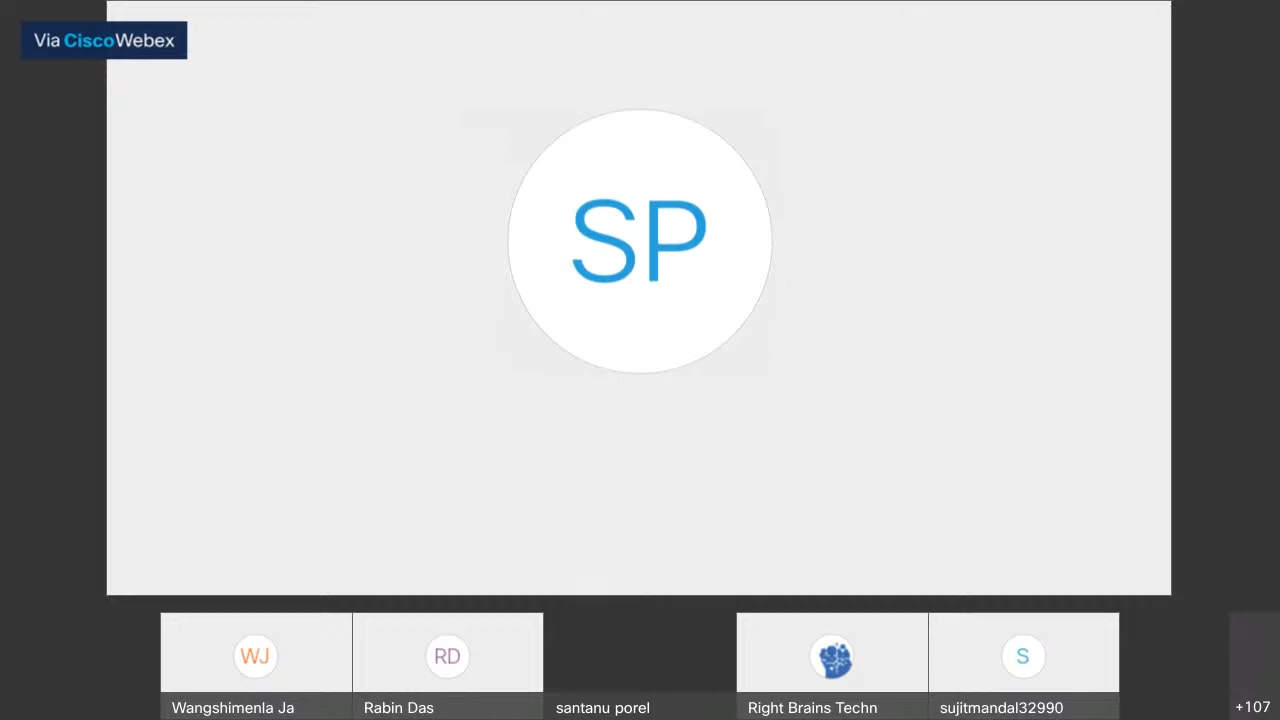 Via CiscoWebex
SP
WJ
RD
S
Wangshimenla Ja
Rabin Das
santanu porel
Right Brains Techn
sujitmandal32990
+107